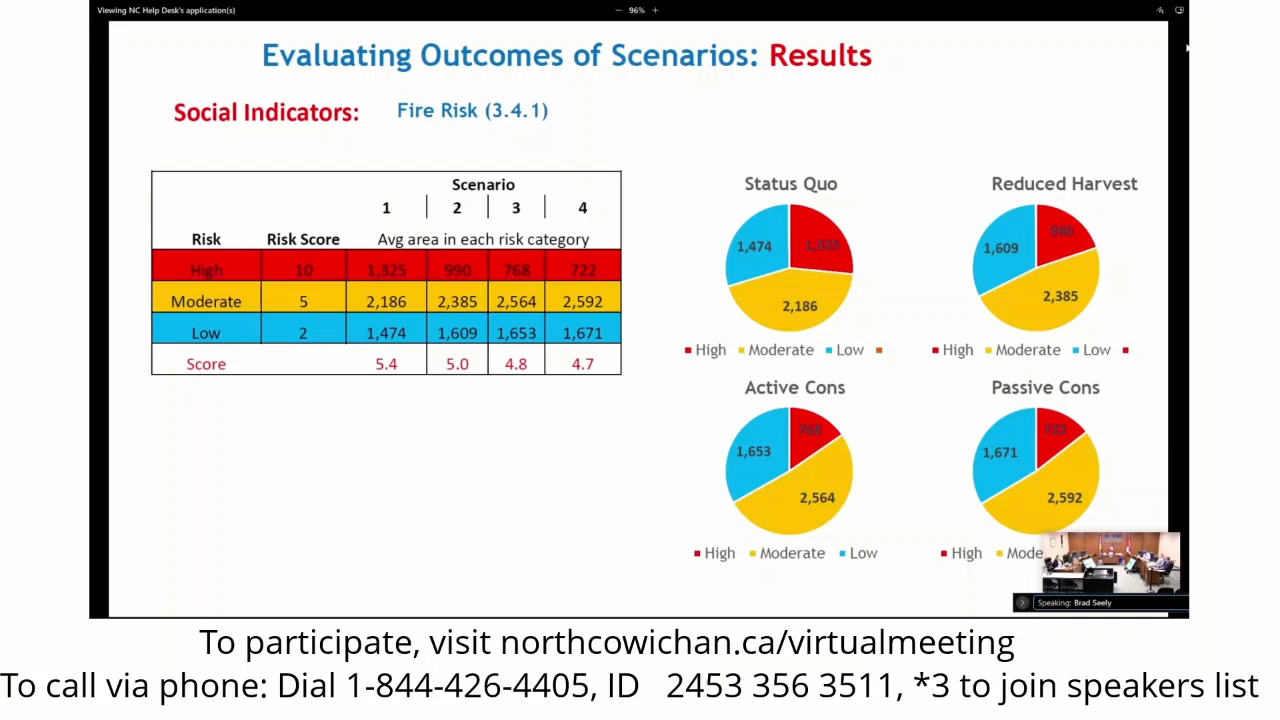 Viewing NC Help Desk's application(s)
− 96% +
Evaluating Outcomes of Scenarios: Results
Social Indicators: Fire Risk (3.4.1)
Scenario
1 2 3 4
Risk Risk Score Avg area in each risk category
High 10 1,325 990 768 722
Moderate 5 2,186 2,385 2,564 2,592
Low 2 1,474 1,609 1,653 1,671
Score 5.4 5.0 4.8 4.7
Status Quo
1,474 1,325
2,186
High Moderate Low
Reduced Harvest
1,609
2,385
High Moderate Low
Active Cons
768
1,653
2,564
High Moderate Low
Passive Cons
722
1,671
2,592
High Mode
Speaking: Brad Seely
To participate, visit northcowichan.ca/virtualmeeting
To call via phone: Dial 1-844-426-4405, ID 2453 356 3511, *3 to join speakers list